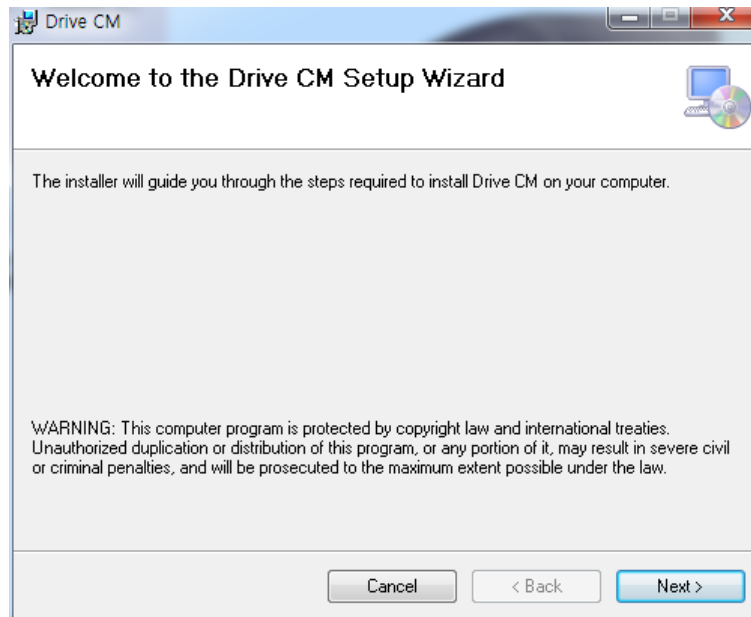 Drive CM
Welcome to the Drive CM Setup Wizard
The installer will guide you through the steps required to install Drive CM on your computer.
WARNING: This computer program is protected by copyright law and international treaties.
Unauthorized duplication or distribution of this program, or any portion of it, may result in severe civil
or criminal penalties, and will be prosecuted to the maximum extent possible under the law.
Cancel
< Back
Next >